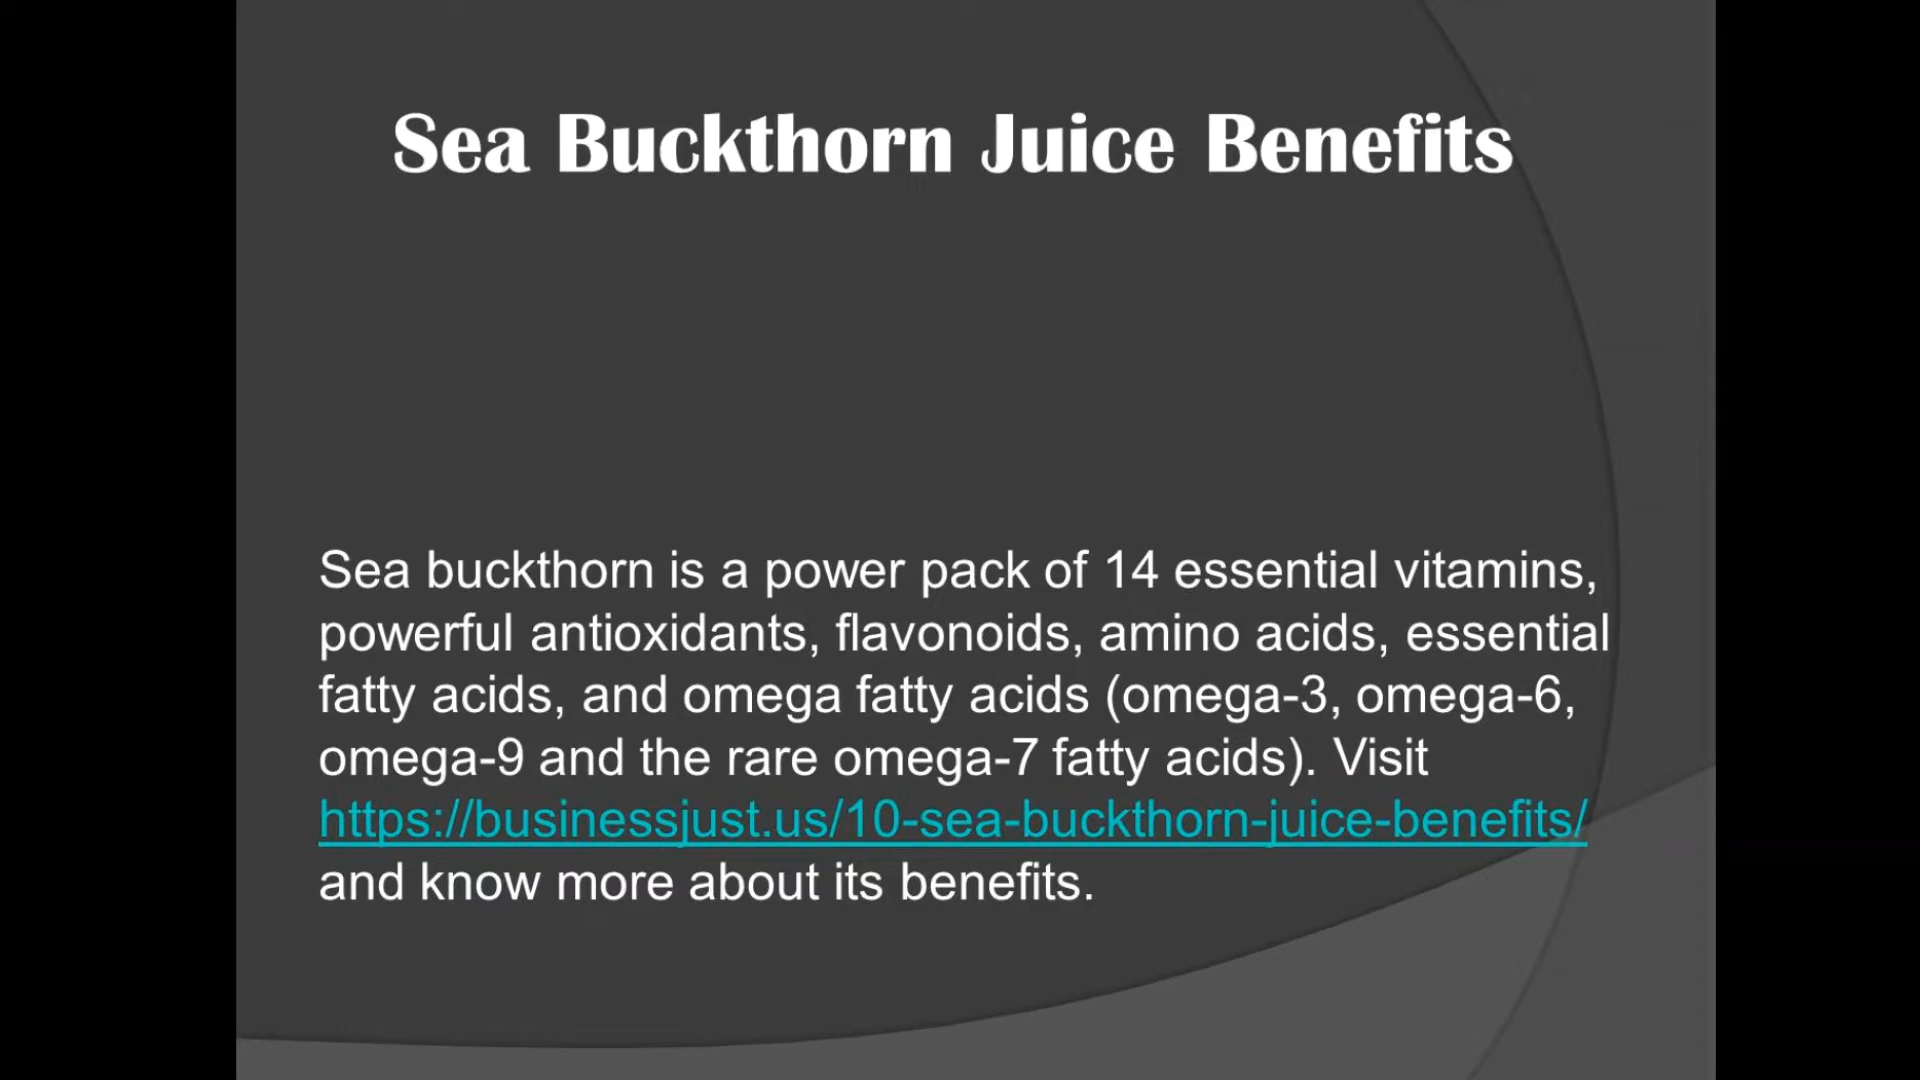 Sea Buckthorn Juice Benefits
Sea buckthorn is a power pack of 14 essential vitamins,
powerful antioxidants, flavonoids, amino acids, essential
fatty acids, and omega fatty acids (omega-3, omega-6,
omega-9 and the rare omega-7 fatty acids). Visit
https://businessjust.us/10-sea-buckthorn-juice-benefits/
and know more about its benefits.